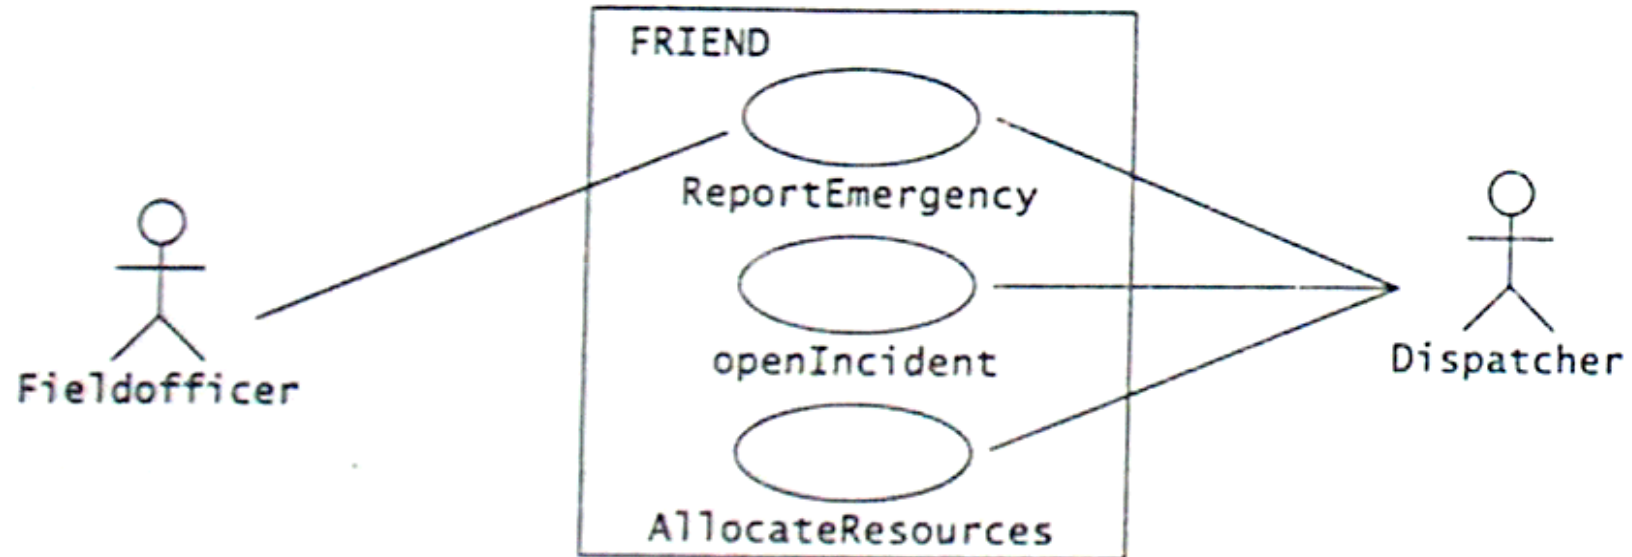 FRIEND
ReportEmergency
openIncident
AllocateResources
Fieldofficer
Dispatcher